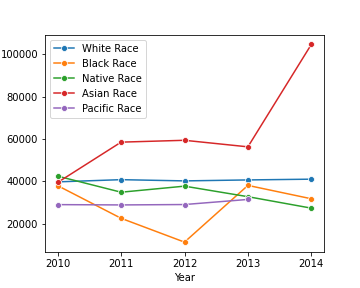 White Race
Black Race
Native Race
Asian Race
Pacific Race
100000
80000
60000
40000
20000
2010 2011 2012 2013 2014
Year